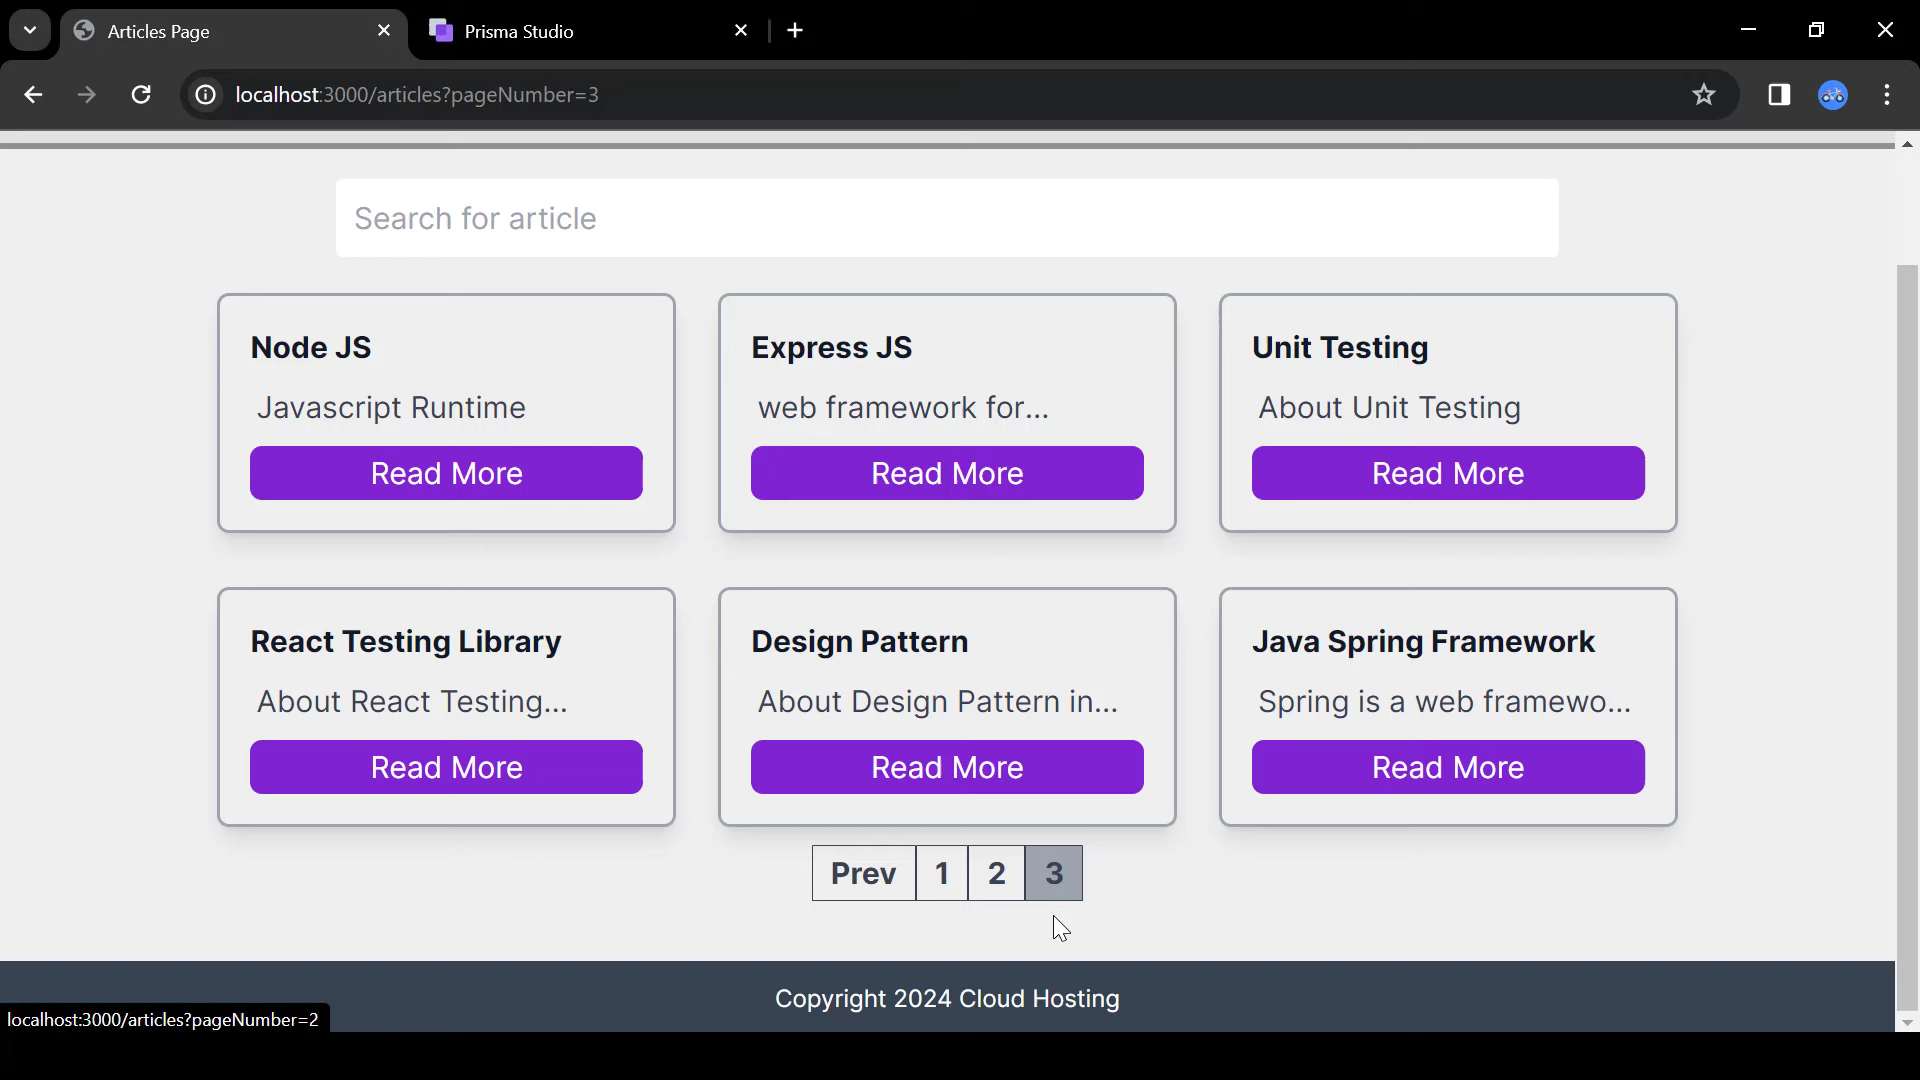 Articles Page
Prisma Studio
localhost:3000/articles?pageNumber=3
Search for article
Node JS
Javascript Runtime
Read More
Express JS
web framework for...
Read More
Unit Testing
About Unit Testing
Read More
React Testing Library
About React Testing...
Read More
Design Pattern
About Design Pattern in...
Read More
Java Spring Framework
Spring is a web framewo...
Read More
Prev 1 2 3
Copyright 2024 Cloud Hosting
localhost:3000/articles?pageNumber=2